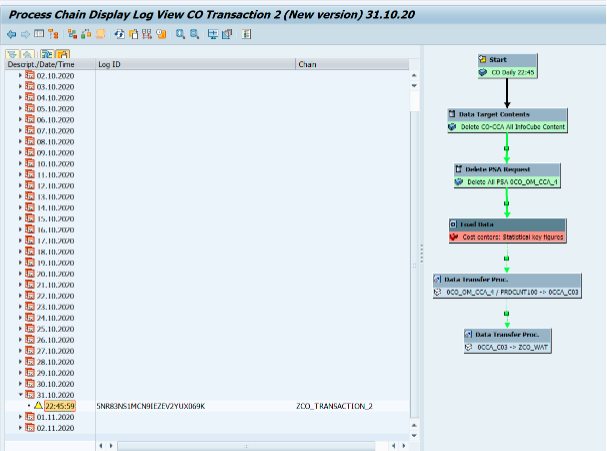 Process Chain Display Log View CO Transaction 2 (New version) 31.10.20
Descript./Date/Time Log ID Chain
02.10.2020
03.10.2020
04.10.2020
05.10.2020
06.10.2020
07.10.2020
08.10.2020
09.10.2020
10.10.2020
11.10.2020
12.10.2020
13.10.2020
14.10.2020
15.10.2020
16.10.2020
17.10.2020
18.10.2020
19.10.2020
20.10.2020
21.10.2020
22.10.2020
23.10.2020
24.10.2020
25.10.2020
26.10.2020
27.10.2020
28.10.2020
29.10.2020
30.10.2020
31.10.2020
22:45:59 5NR83NS1MCN9IEZEV2YUX069K ZCO_TRANSACTION_2
01.11.2020
02.11.2020
Start
CO Daily 22:45
Data Target Contents
Delete CO-CCA All InfoCube Content
Delete PSA Request
Delete All PSA 0CO_OM_CCA_4
Load Data
Cost centers: Statistical key figures
Data Transfer Proc.
0CO_OM_CCA_4 / PRDCLNT100 -> 0CCA_C03
Data Transfer Proc.
0CCA_C03 -> ZCO_WAT